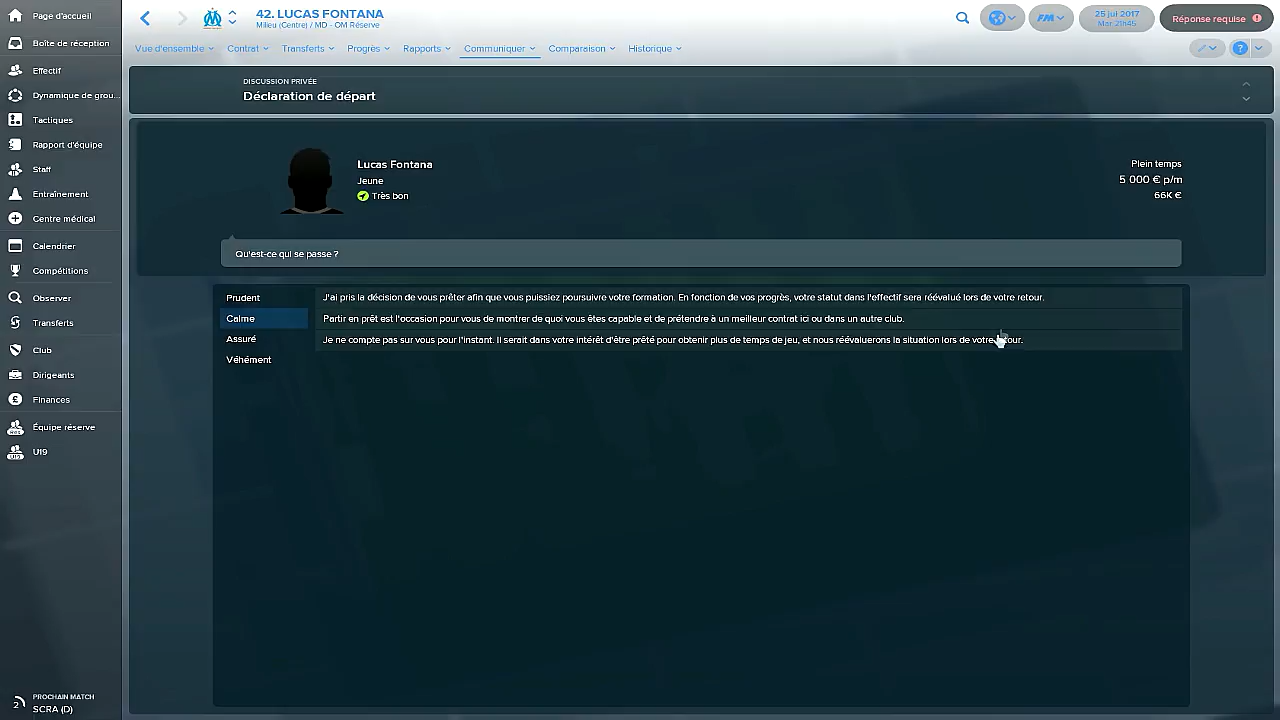 Page d'accueil
Boîte de réception
Effectif
Dynamique de grou...
Tactiques
Rapport d'équipe
Staff
Entraînement
Centre médical
Calendrier
Compétitions
Observer
Transferts
Club
Dirigeants
Finances
Équipe réserve
U19
PROCHAIN MATCH
SCRA (D)
42. LUCAS FONTANA
Milieu (Centre) / MD - OM Réserve
FM
25 jui 2017
Mar 21h45
Réponse requise
Vue d'ensemble
Contrat
Transferts
Progrès
Rapports
Communiquer
Comparaison
Historique
?
DISCUSSION PRIVÉE
Déclaration de départ
Lucas Fontana
Jeune
Très bon
Plein temps
5 000 € p/m
66K €
Qu'est-ce qui se passe ?
Prudent
Calme
Assuré
Véhément
J'ai pris la décision de vous prêter afin que vous puissiez poursuivre votre formation. En fonction de vos progrès, votre statut dans l'effectif sera réévalué lors de votre retour.
Partir en prêt est l'occasion pour vous de montrer de quoi vous êtes capable et de prétendre à un meilleur contrat ici ou dans un autre club.
Je ne compte pas sur vous pour l'instant. Il serait dans votre intérêt d'être prêté pour obtenir plus de temps de jeu, et nous réévaluerons la situation lors de votre retour.